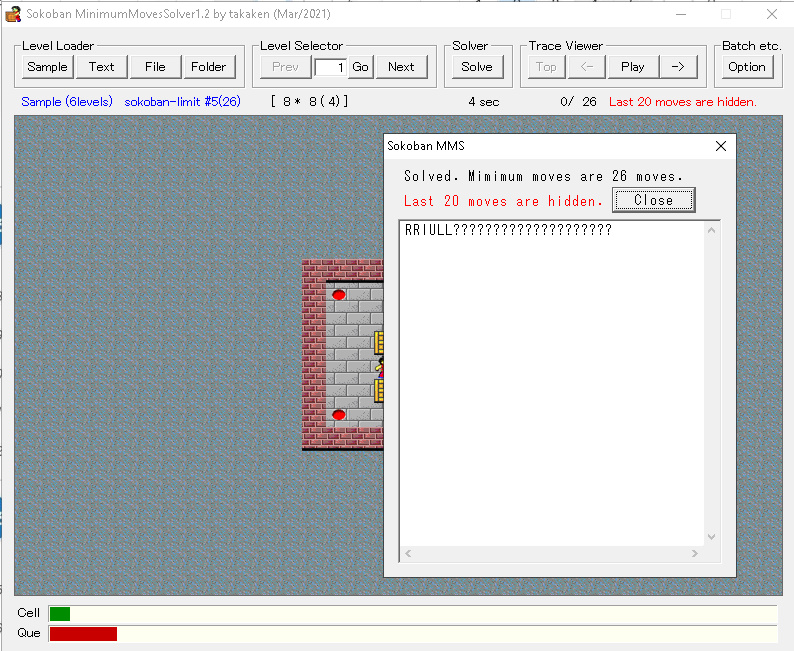 Sokoban MinimumMovesSolver1.2 by takaken (Mar/2021)
Level Loader
Sample Text File Folder
Level Selector
Prev 1 Go Next
Solver
Solve
Trace Viewer
Top <- Play ->
Batch etc.
Option
Sample (6levels) sokoban-limit #5(26) [ 8* 8( 4)] 4 sec 0/ 26 Last 20 moves are hidden.
Sokoban MMS
Solved. Mimimum moves are 26 moves.
Last 20 moves are hidden. Close
RRIULL????????????????????
Cell
Que